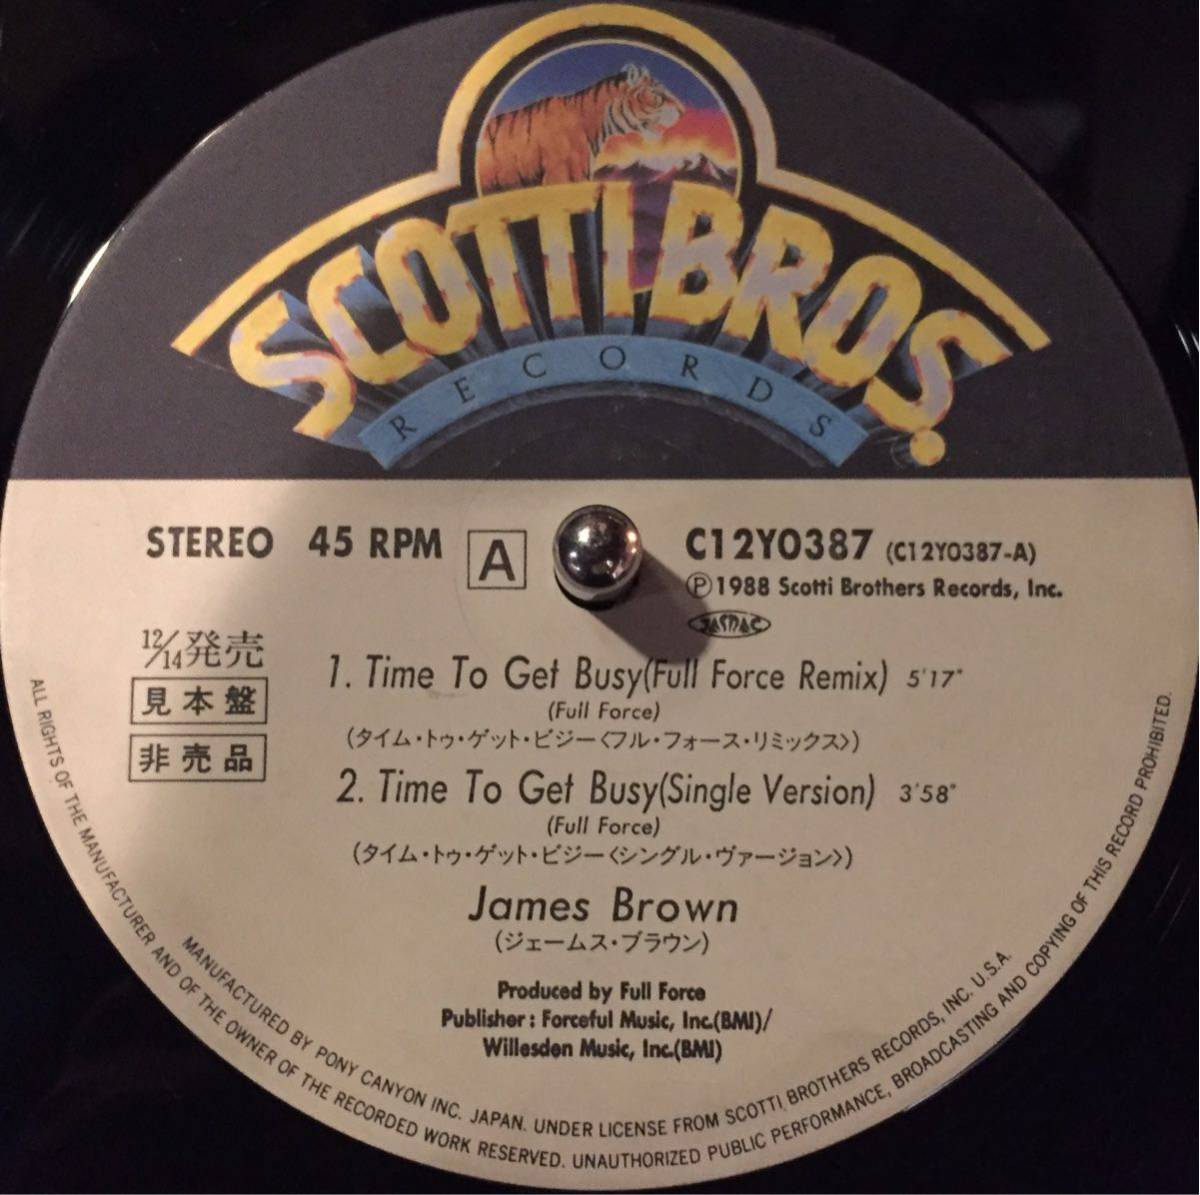 SCOTTI BROS.
RECORDS
STEREO 45 RPM A C12Y0387 (C12Y0387-A)
Ⓟ1988 Scotti Brothers Records, Inc.
JASRAC
12/14発売
見本盤
非売品
1. Time To Get Busy(Full Force Remix) 5'17"
(Full Force)
(タイム・トゥ・ゲット・ビジー〈フル・フォース・リミックス〉)
2. Time To Get Busy(Single Version) 3'58"
(Full Force)
(タイム・トゥ・ゲット・ビジー〈シングル・ヴァージョン〉)
James Brown
(ジェームス・ブラウン)
Produced by Full Force
Publisher : Forceful Music, Inc.(BMI)/
Willesden Music, Inc.(BMI)
MANUFACTURED BY PONY CANYON INC. JAPAN. UNDER LICENSE FROM SCOTTI BROTHERS RECORDS, INC. U.S.A.
ALL RIGHTS OF THE MANUFACTURER AND OF THE OWNER OF THE RECORDED WORK RESERVED. UNAUTHORIZED PUBLIC PERFORMANCE, BROADCASTING AND COPYING OF THIS RECORD PROHIBITED.